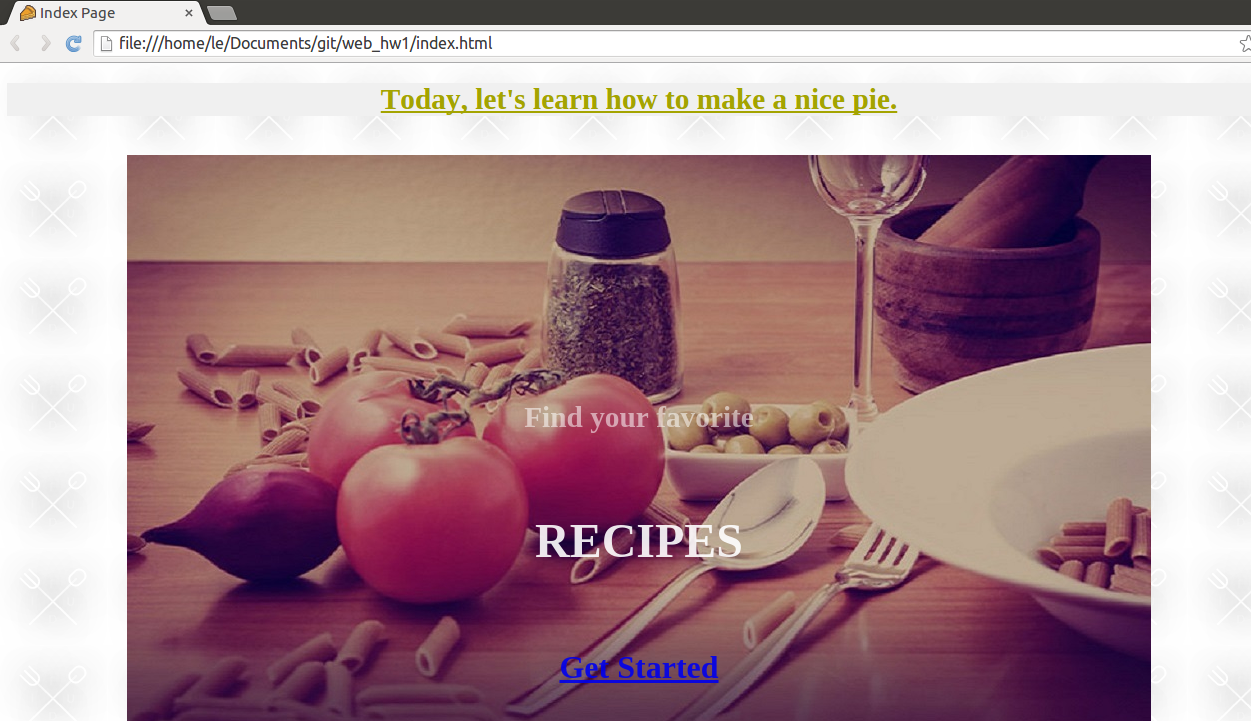 Index Page
file:///home/le/Documents/git/web_hw1/index.html
Today, let's learn how to make a nice pie.
Find your favorite
RECIPES
Get Started